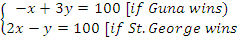 { −x + 3y = 100 [if Guna wins)
2x − y = 100 [if St. George wins